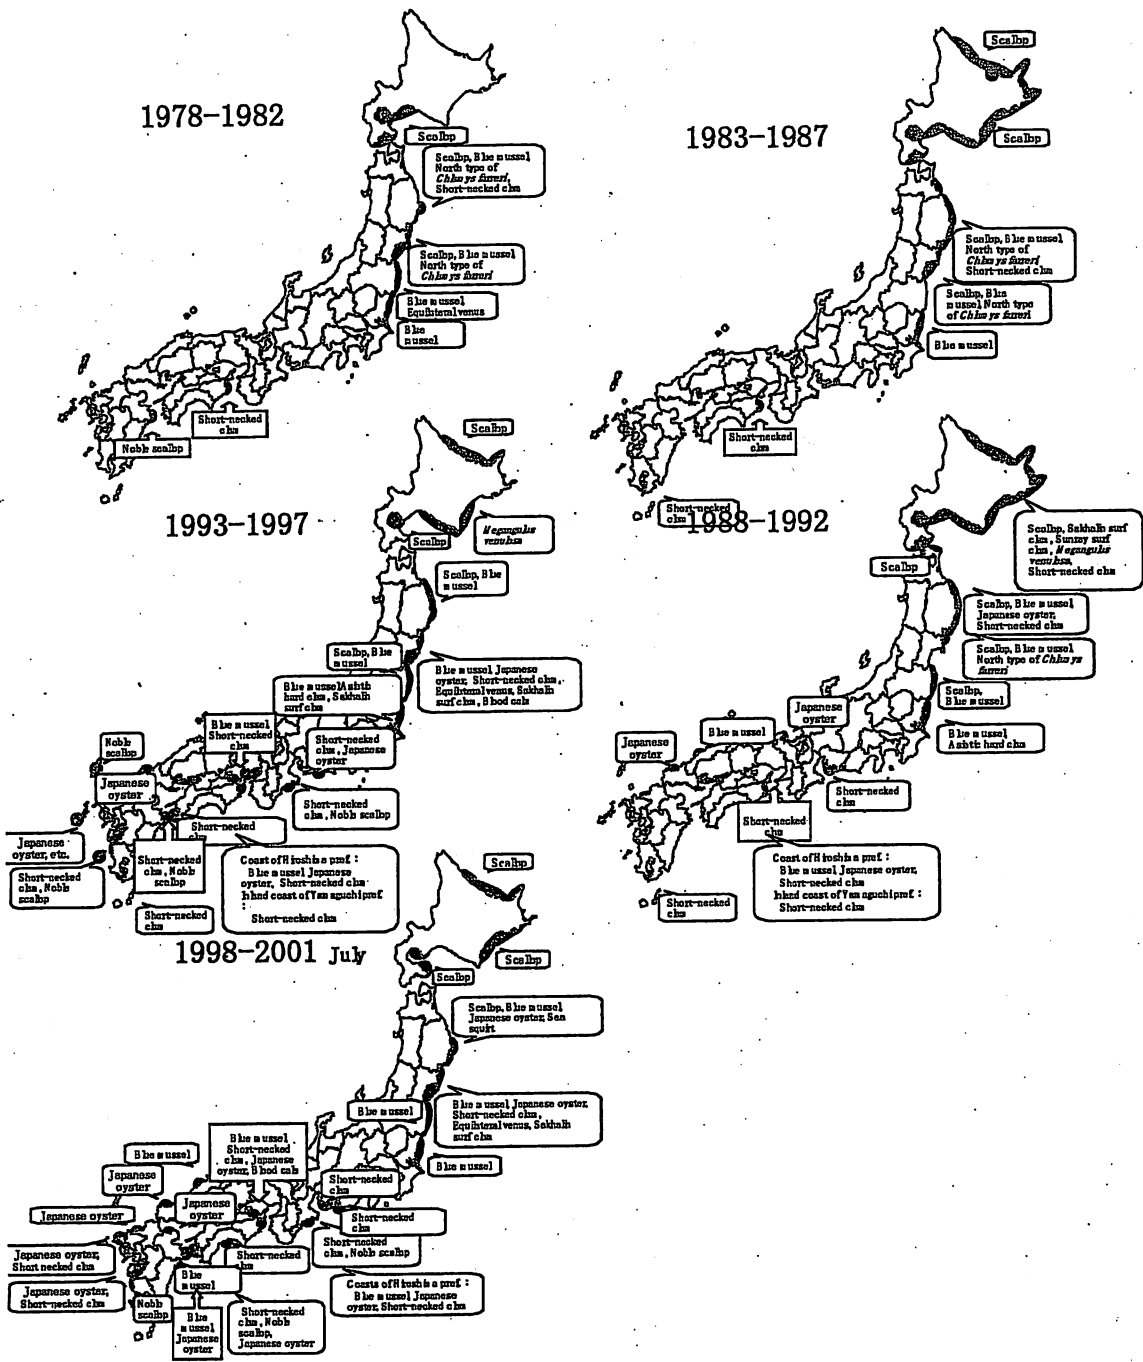 1978-1982
Scallop
Scallop, Blue mussel
North type of
Chlamys farreri,
Short-necked clam
Scallop, Blue mussel
North type of
Chlamys farreri
Blue mussel
Equilateral venus
Blue
mussel
Short-necked
clam
Noble scallop
1983-1987
Scallop
Scallop
Scallop, Blue mussel
North type of
Chlamys farreri
Short-necked clam
Scallop, Blue
mussel North type
of Chlamys farreri
Blue mussel
Short-necked
clam
Short-necked
clam
1993-1997
Scallop
Megangulus
venulosa
Scallop
Scallop, Blue
mussel
Scallop, Blue
mussel
Blue mussel Japanese
oyster, Short-necked clam,
Equilateral venus, Sakhalin
surf clam, Blood cals
Blue mussel Ashtih
hard clam, Sakhalin
surf clam
Blue mussel
Short-necked
clam
Short-necked
clam, Japanese
oyster
Noble
scallop
Japanese
oyster
Short-necked
clam, Noble scallop
Short-necked
clam
Japanese
oyster, etc.
Short-necked
clam, Noble
scallop
Short-necked
clam, Noble
scallop
Short-necked
clam
Coast of Hiroshima pref :
Blue mussel Japanese
oyster, Short-necked clam
Inland coast of Yamaguchi pref
:
Short-necked clam
1988-1992
Scallop, Sakhalin surf
clam, Sunray surf
clam, Megangulus
venulosa,
Short-necked clam
Scallop
Scallop, Blue mussel
Japanese oyster,
Short-necked clam
Scallop, Blue mussel
North type of Chlamys
farreri
Scallop,
Blue mussel
Blue mussel
Ashtih hard clam
Japanese
oyster
Blue mussel
Japanese
oyster
Short-necked
clam
Short-necked
clam
Coast of Hiroshima pref :
Blue mussel Japanese oyster,
Short-necked clam
Inland coast of Yamaguchi pref :
Short-necked clam
Short-necked
clam
1998-2001 July
Scallop
Scallop
Scallop
Scallop, Blue mussel
Japanese oyster, Sea
squirt
Blue mussel
Blue mussel Japanese oyster,
Short-necked clam,
Equilateral venus, Sakhalin
surf clam
Blue mussel
Blue mussel
Short-necked
clam, Japanese
oyster, Blood cals
Blue mussel
Japanese
oyster
Japanese oyster
Japanese
oyster
Short-necked
clam
Short-necked
clam
Short-necked
clam, Noble scallop
Short-necked
clam
Japanese oyster,
Short necked clam
Japanese oyster,
Short-necked clam
Blue
mussel
Coasts of Hiroshima pref :
Blue mussel Japanese
oyster, Short-necked clam
Noble
scallop
Blue
mussel
Japanese
oyster
Short-necked
clam, Noble
scallop,
Japanese oyster